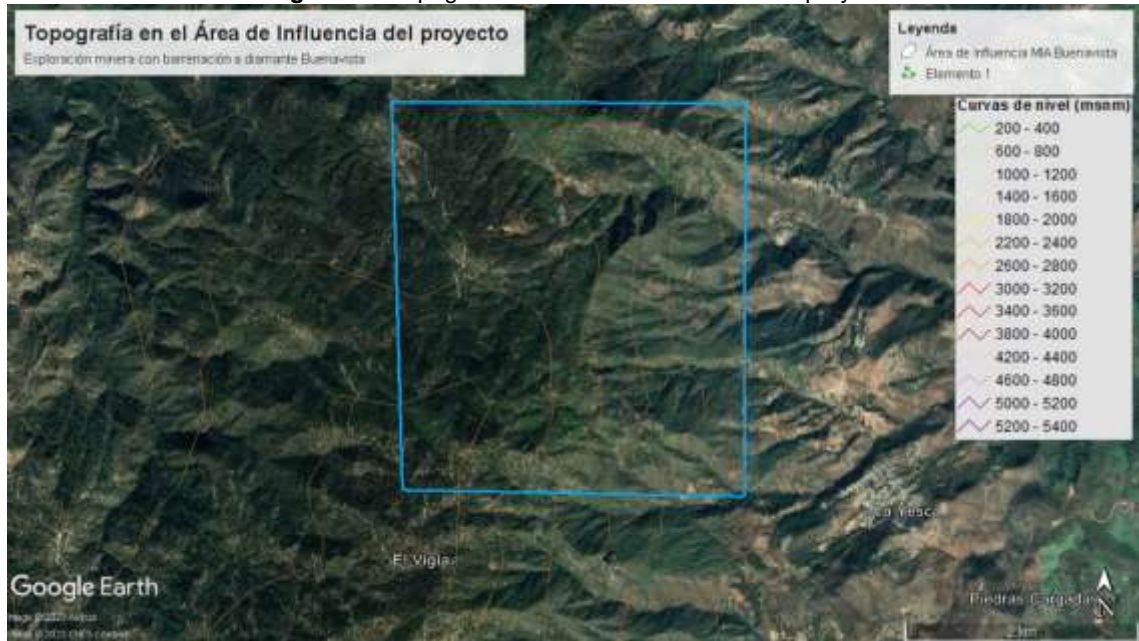 Topografía en el Área de Influencia del proyecto
Exploración minera con barrenación a diamante Buenavista
Leyenda
Área de Influencia MIA Buenavista
Elemento 1
Curvas de nivel (msnm)
200 - 400
600 - 800
1000 - 1200
1400 - 1600
1800 - 2000
2200 - 2400
2600 - 2800
3000 - 3200
3400 - 3600
3800 - 4000
4200 - 4400
4600 - 4800
5000 - 5200
5200 - 5400
La Yesca
El Vigía
Google Earth
Piedras Cargadas
N